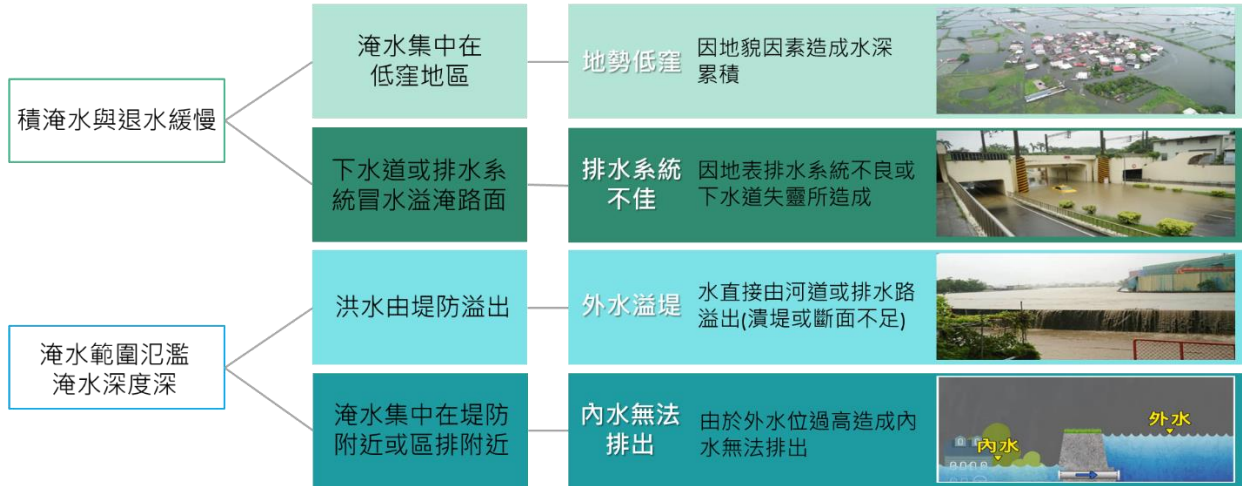 積淹水與退水緩慢
淹水集中在
低窪地區
地勢低窪
因地貌因素造成水深
累積
下水道或排水系
統冒水溢淹路面
排水系統
不佳
因地表排水系統不良或
下水道失靈所造成
淹水範圍氾濫
淹水深度深
洪水由堤防溢出
外水溢堤
水直接由河道或排水路
溢出(潰堤或斷面不足)
淹水集中在堤防
附近或區排附近
內水無法
排出
由於外水位過高造成內
水無法排出
外水
內水